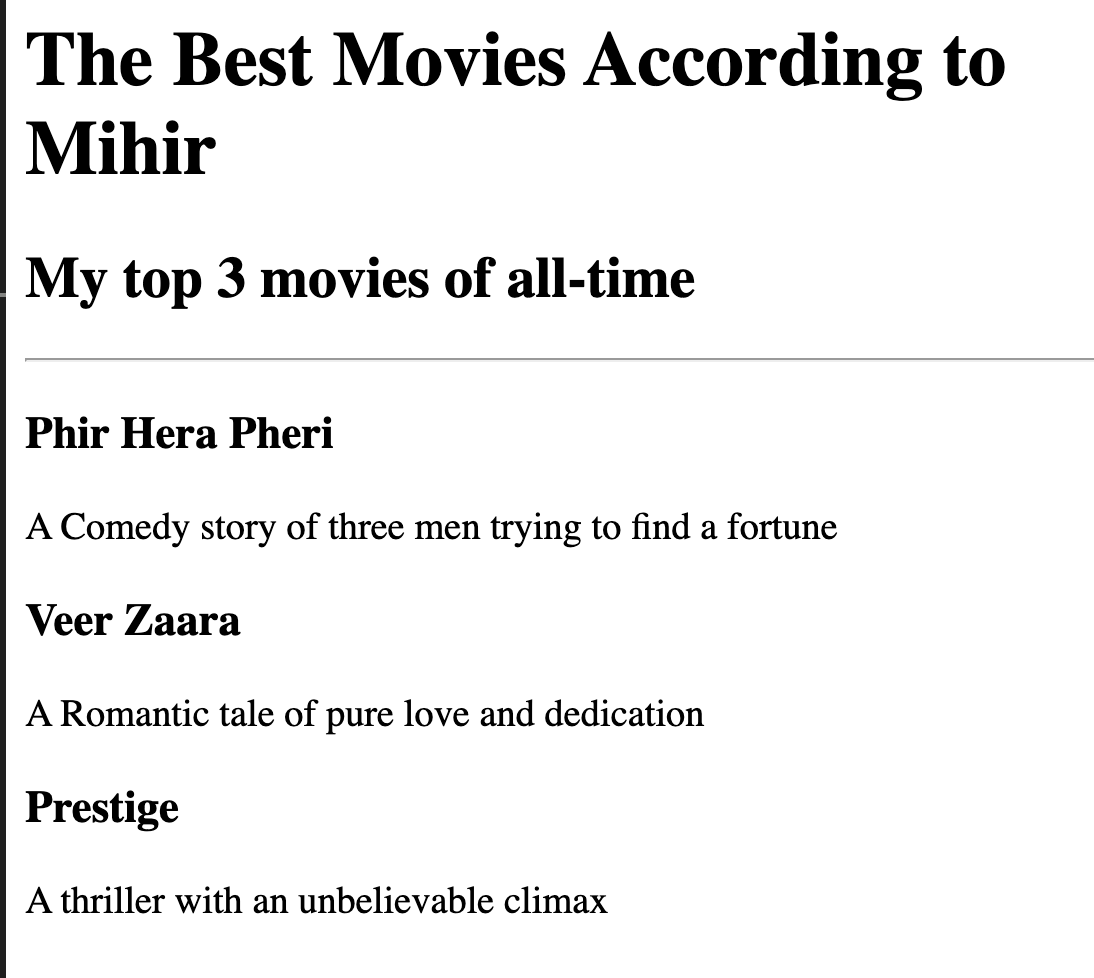 The Best Movies According to
Mihir
My top 3 movies of all-time
Phir Hera Pheri
A Comedy story of three men trying to find a fortune
Veer Zaara
A Romantic tale of pure love and dedication
Prestige
A thriller with an unbelievable climax